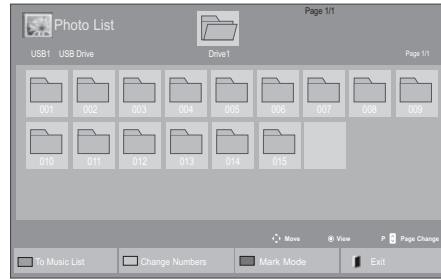 Page 1/1
Photo List
USB1 USB Drive Drive1 Page 1/1
001 002 003 004 005 006 007 008 009
010 011 012 013 014 015
Move View P Page Change
To Music List Change Numbers Mark Mode Exit